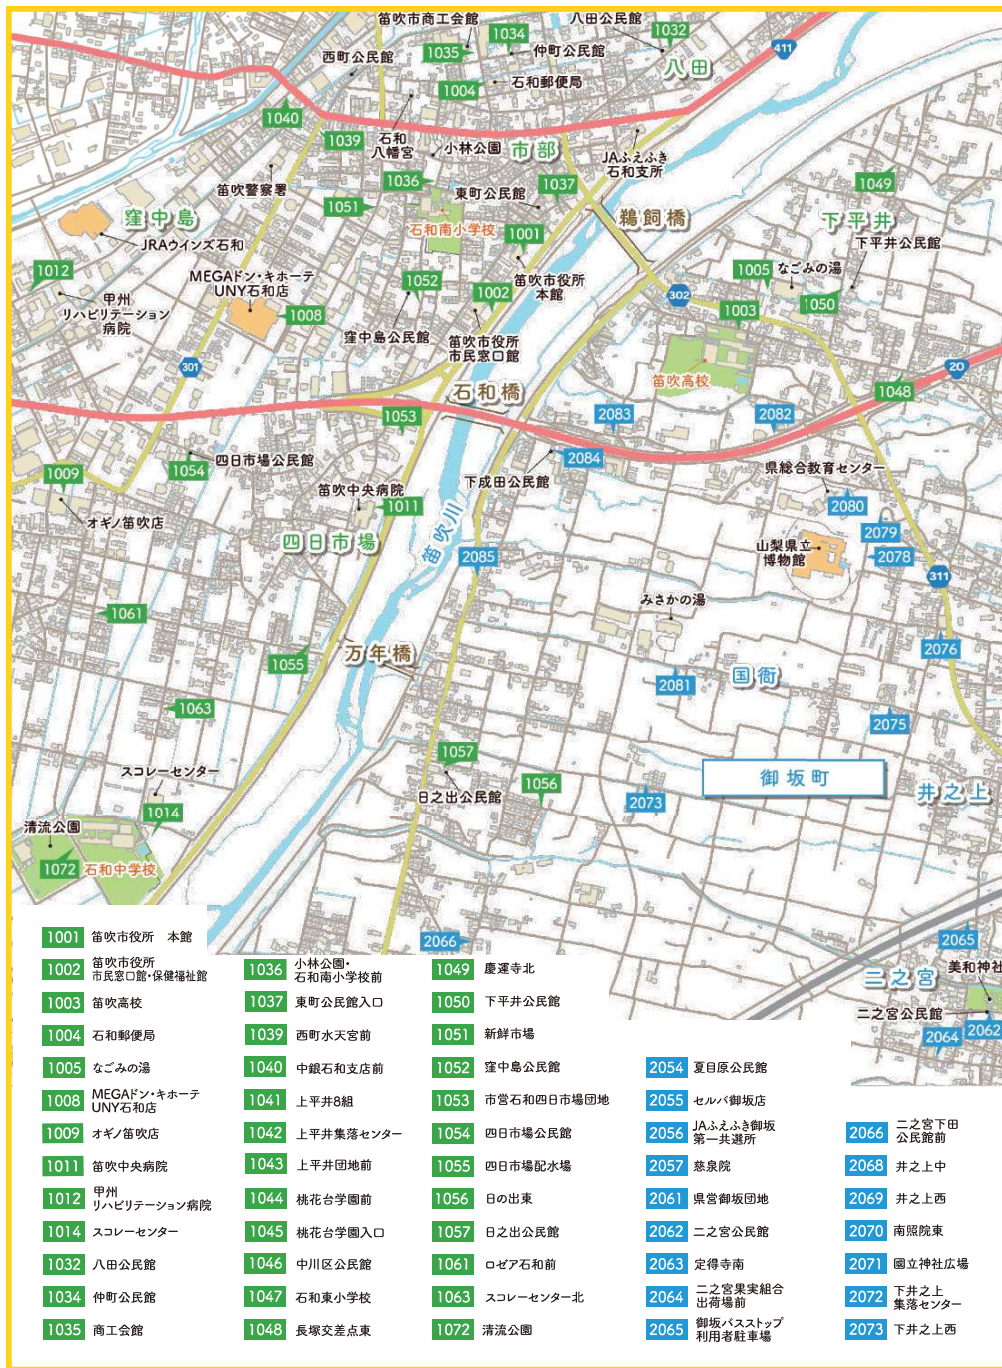 笛吹市商工会館
八田公民館
1034
1032
1035
仲町公民館
411
西町公民館
八田
石和郵便局
1004
1040
1039
石和
八幡宮
小林公園
市部
JAふえふき
石和支所
笛吹警察署
1036
東町公民館
1037
1049
1051
窪中島
石和南小学校
鵜飼橋
下平井
JRAウインズ石和
1001
下平井公民館
1012
MEGAドン・キホーテ
UNY石和店
1052
笛吹市役所
本館
1005
なごみの湯
甲州
リハビリテーション
病院
1002
302
1050
1008
1003
窪中島公民館
笛吹市役所
市民窓口館
301
笛吹高校
20
石和橋
1048
1053
2083
2082
1009
1054
四日市場公民館
2084
下成田公民館
県総合教育センター
笛吹中央病院
2080
オギノ笛吹店
1011
笛吹川
2079
四日市場
山梨県立
博物館
2078
2085
311
みさかの湯
1061
2076
万年橋
1055
国衙
2081
1063
2075
1057
スコレーセンター
御坂町
1056
井之上
日之出公民館
2073
1014
清流公園
1072
石和中学校
2066
2065
二之宮
美和神社
二之宮公民館
2062
2064
1001 笛吹市役所 本館
1002 笛吹市役所
市民窓口館・保健福祉館
1003 笛吹高校
1004 石和郵便局
1005 なごみの湯
1008 MEGAドン・キホーテ
UNY石和店
1009 オギノ笛吹店
1011 笛吹中央病院
1012 甲州
リハビリテーション病院
1014 スコレーセンター
1032 八田公民館
1034 仲町公民館
1035 商工会館
1036 小林公園・
石和南小学校前
1037 東町公民館入口
1039 西町水天宮前
1040 中銀石和支店前
1041 上平井8組
1042 上平井集落センター
1043 上平井団地前
1044 桃花台学園前
1045 桃花台学園入口
1046 中川区公民館
1047 石和東小学校
1048 長塚交差点東
1049 慶運寺北
1050 下平井公民館
1051 新鮮市場
1052 窪中島公民館
1053 市営石和四日市場団地
1054 四日市場公民館
1055 四日市場配水場
1056 日の出東
1057 日之出公民館
1061 ロゼア石和前
1063 スコレーセンター北
1072 清流公園
2054 夏目原公民館
2055 セルバ御坂店
2056 JAふえふき御坂
第一共選所
2057 慈泉院
2061 県営御坂団地
2062 二之宮公民館
2063 定得寺南
2064 二之宮果実組合
出荷場前
2065 御坂バスストップ
利用者駐車場
2066 二之宮下田
公民館前
2068 井之上中
2069 井之上西
2070 南照院東
2071 國立神社広場
2072 下井之上
集落センター
2073 下井之上西